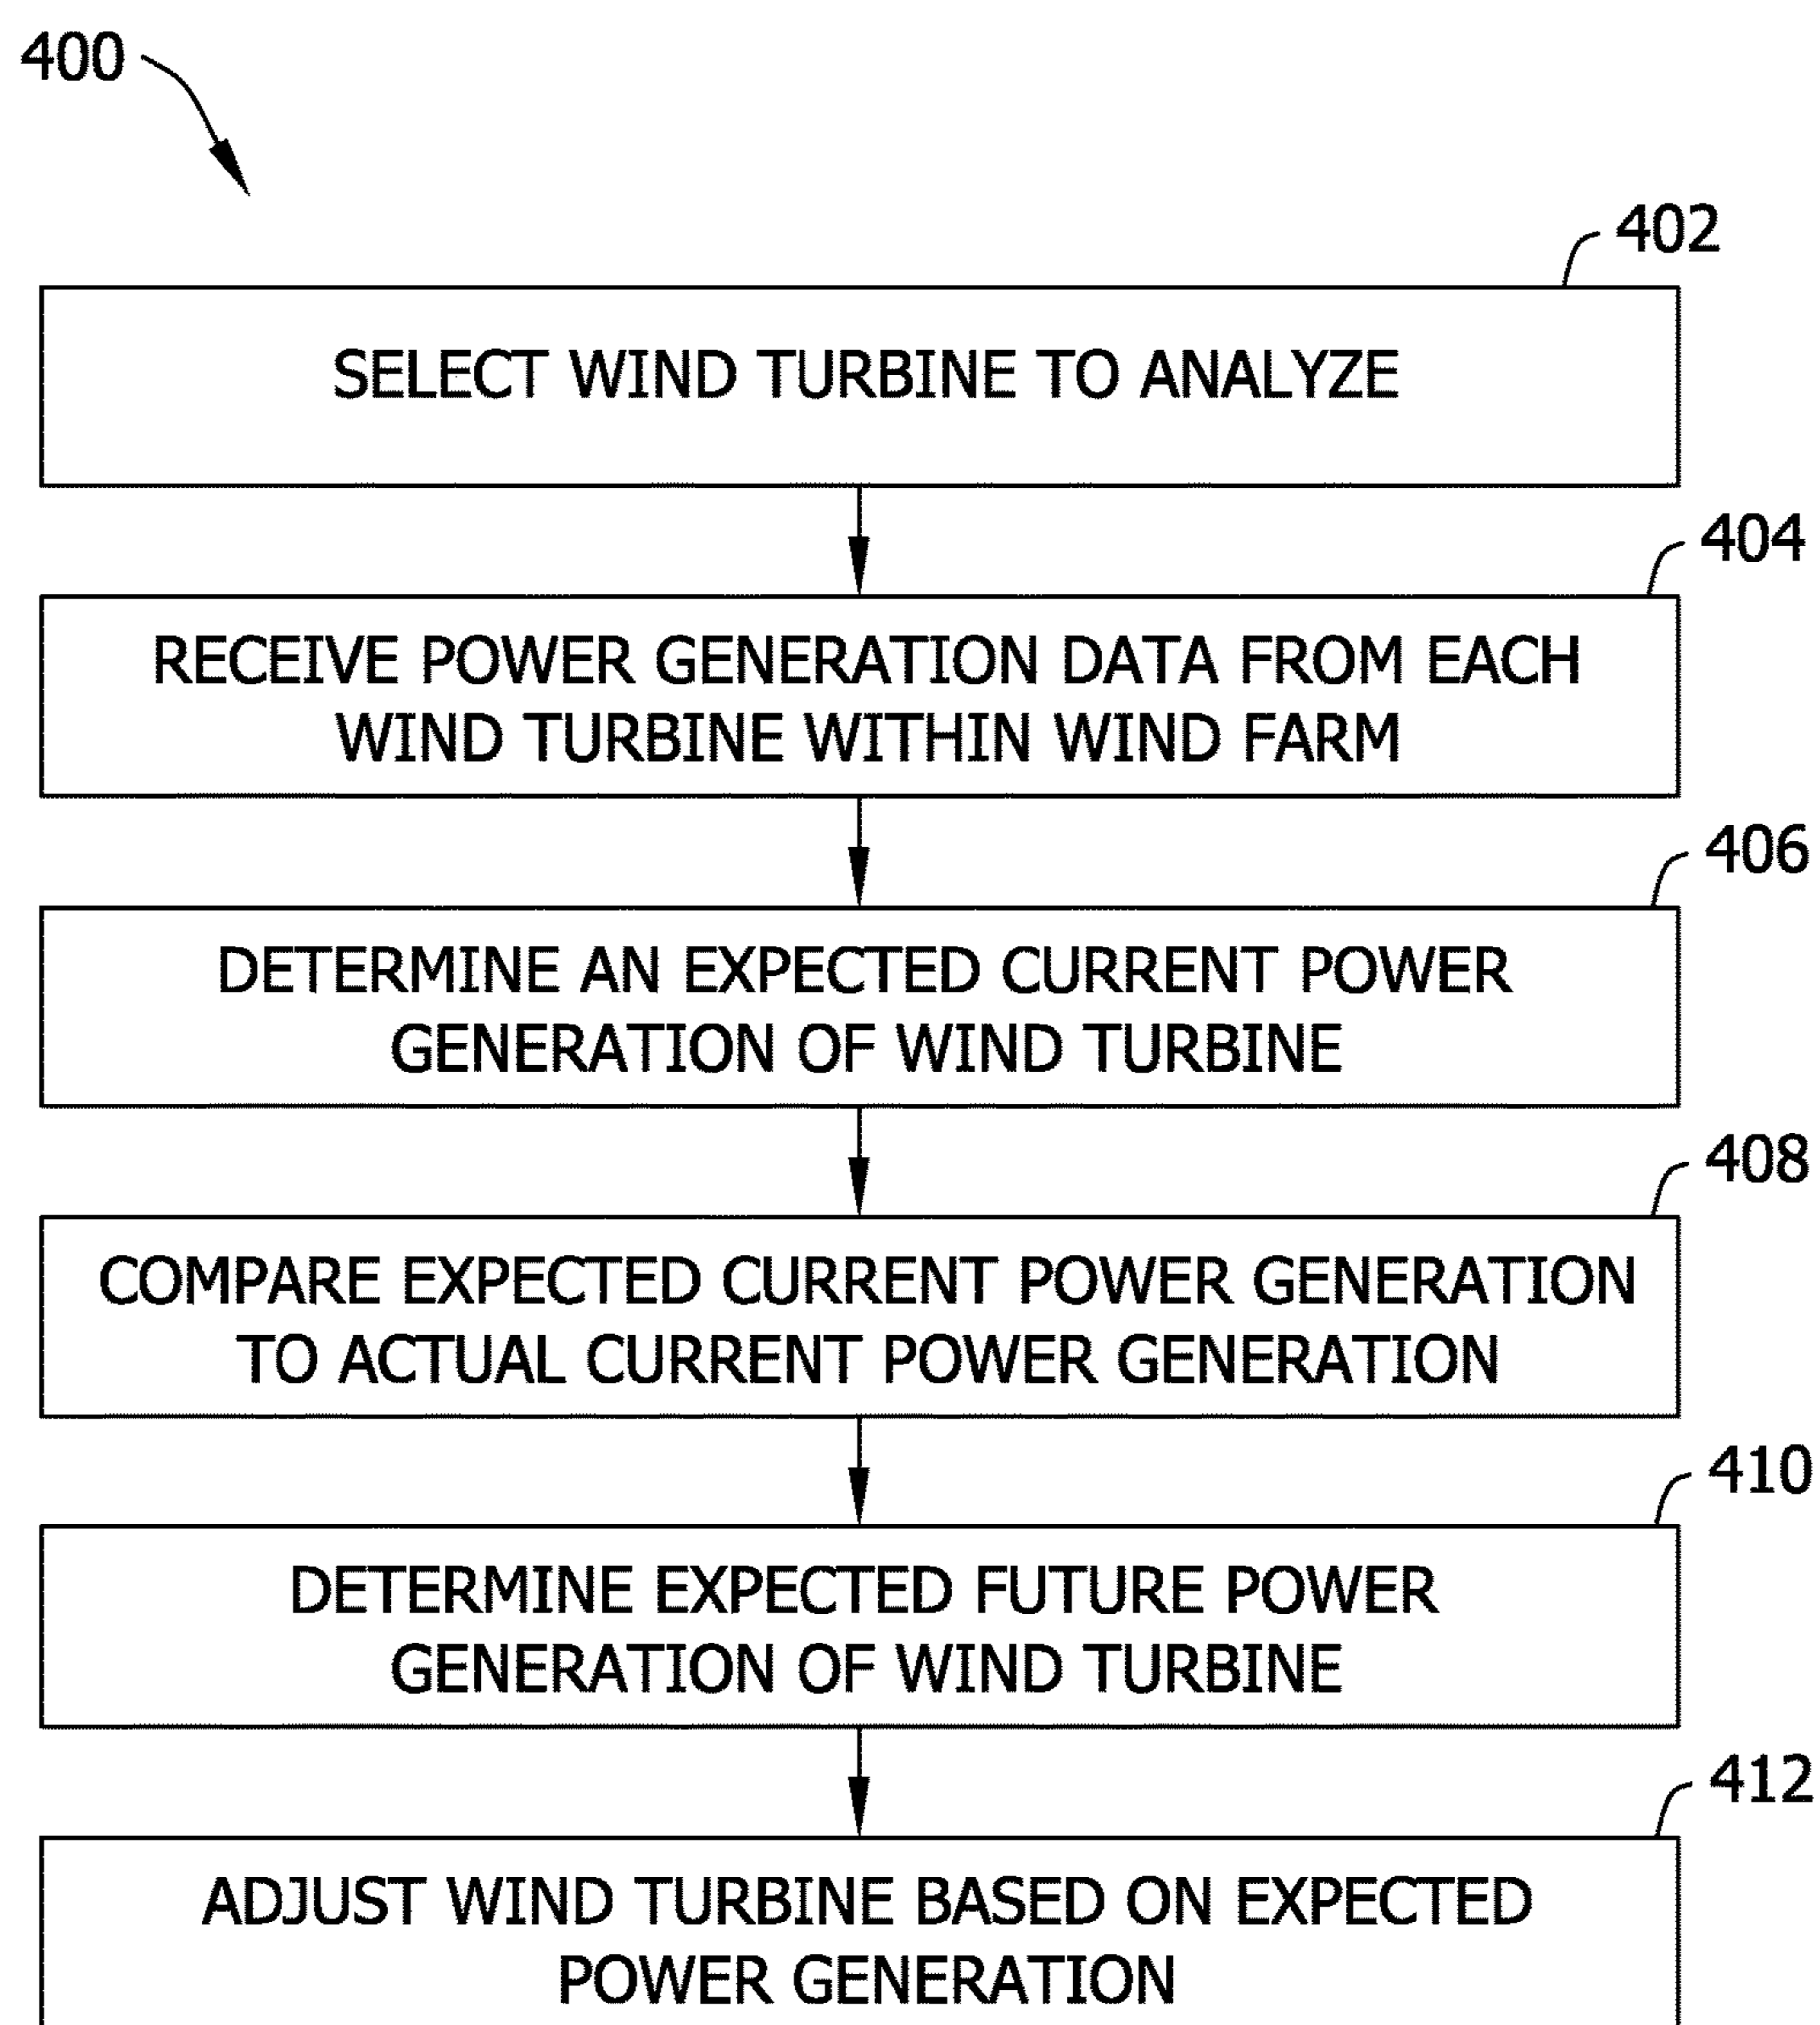 400
402
SELECT WIND TURBINE TO ANALYZE
404
RECEIVE POWER GENERATION DATA FROM EACH
WIND TURBINE WITHIN WIND FARM
406
DETERMINE AN EXPECTED CURRENT POWER
GENERATION OF WIND TURBINE
408
COMPARE EXPECTED CURRENT POWER GENERATION
TO ACTUAL CURRENT POWER GENERATION
410
DETERMINE EXPECTED FUTURE POWER
GENERATION OF WIND TURBINE
412
ADJUST WIND TURBINE BASED ON EXPECTED
POWER GENERATION